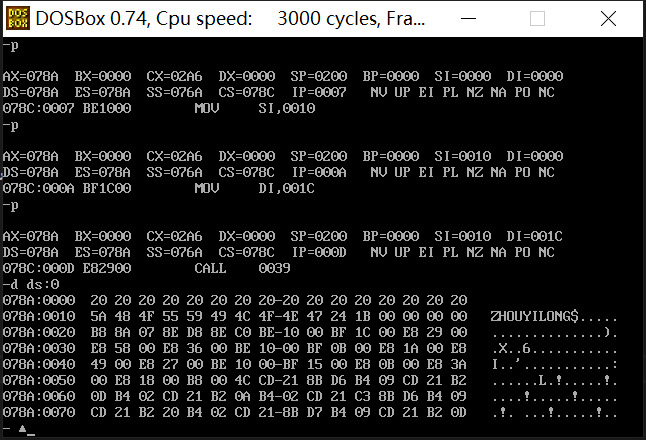 DOS BOX DOSBox 0.74, Cpu speed: 3000 cycles, Fra...
-p
AX=078A BX=0000 CX=02A6 DX=0000 SP=0200 BP=0000 SI=0000 DI=0000
DS=078A ES=078A SS=076A CS=078C IP=0007 NV UP EI PL NZ NA PO NC
078C:0007 BE1000 MOV SI,0010
-p
AX=078A BX=0000 CX=02A6 DX=0000 SP=0200 BP=0000 SI=0010 DI=0000
DS=078A ES=078A SS=076A CS=078C IP=000A NV UP EI PL NZ NA PO NC
078C:000A BF1C00 MOV DI,001C
-p
AX=078A BX=0000 CX=02A6 DX=0000 SP=0200 BP=0000 SI=0010 DI=001C
DS=078A ES=078A SS=076A CS=078C IP=000D NV UP EI PL NZ NA PO NC
078C:000D E82900 CALL 0039
-d ds:0
078A:0000 20 20 20 20 20 20 20 20-20 20 20 20 20 20 20 20
078A:0010 5A 48 4F 55 59 49 4C 4F-4E 47 24 1B 00 00 00 00 ZHOUYILONG$.....
078A:0020 B8 8A 07 8E D8 8E C0 BE-10 00 BF 1C 00 E8 29 00 ..............).
078A:0030 E8 58 00 E8 36 00 BE 10-00 BF 0B 00 E8 1A 00 E8 .X..6...........
078A:0040 49 00 E8 27 00 BE 10 00-BF 15 00 E8 0B 00 E8 3A I..'...........:
078A:0050 00 E8 18 00 B8 00 4C CD-21 8B D6 B4 09 CD 21 B2 ......L.!.....!.
078A:0060 0D B4 02 CD 21 B2 0A B4-02 CD 21 C3 8B D6 B4 09 ....!.....!.....
078A:0070 CD 21 B2 20 B4 02 CD 21-8B D7 B4 09 CD 21 B2 0D .!. ...!.....!..
- ▲_